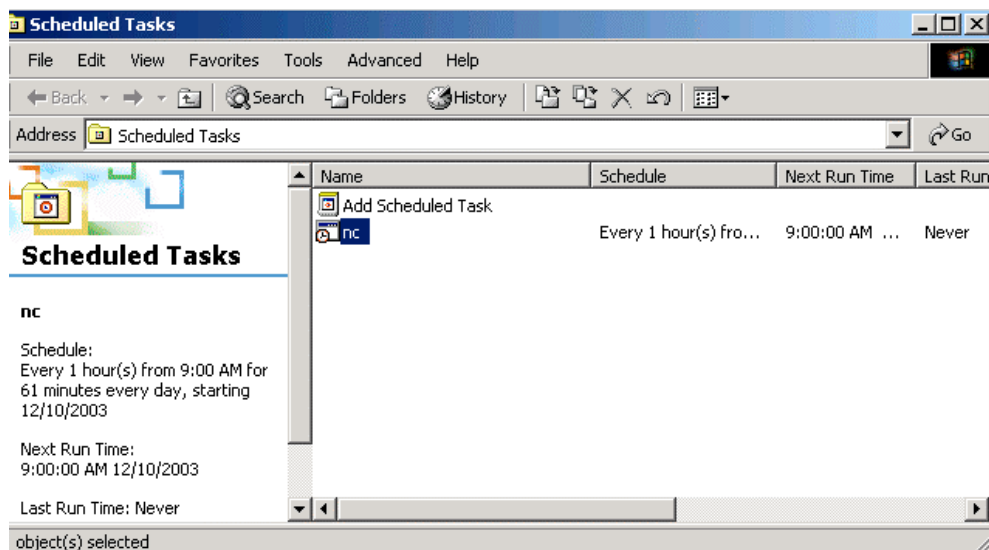 Scheduled Tasks
File Edit View Favorites Tools Advanced Help
Back Search Folders History
Address Scheduled Tasks Go
Name Schedule Next Run Time Last Run
Add Scheduled Task
nc Every 1 hour(s) fro... 9:00:00 AM ... Never
Scheduled Tasks
nc
Schedule:
Every 1 hour(s) from 9:00 AM for
61 minutes every day, starting
12/10/2003
Next Run Time:
9:00:00 AM 12/10/2003
Last Run Time: Never
object(s) selected